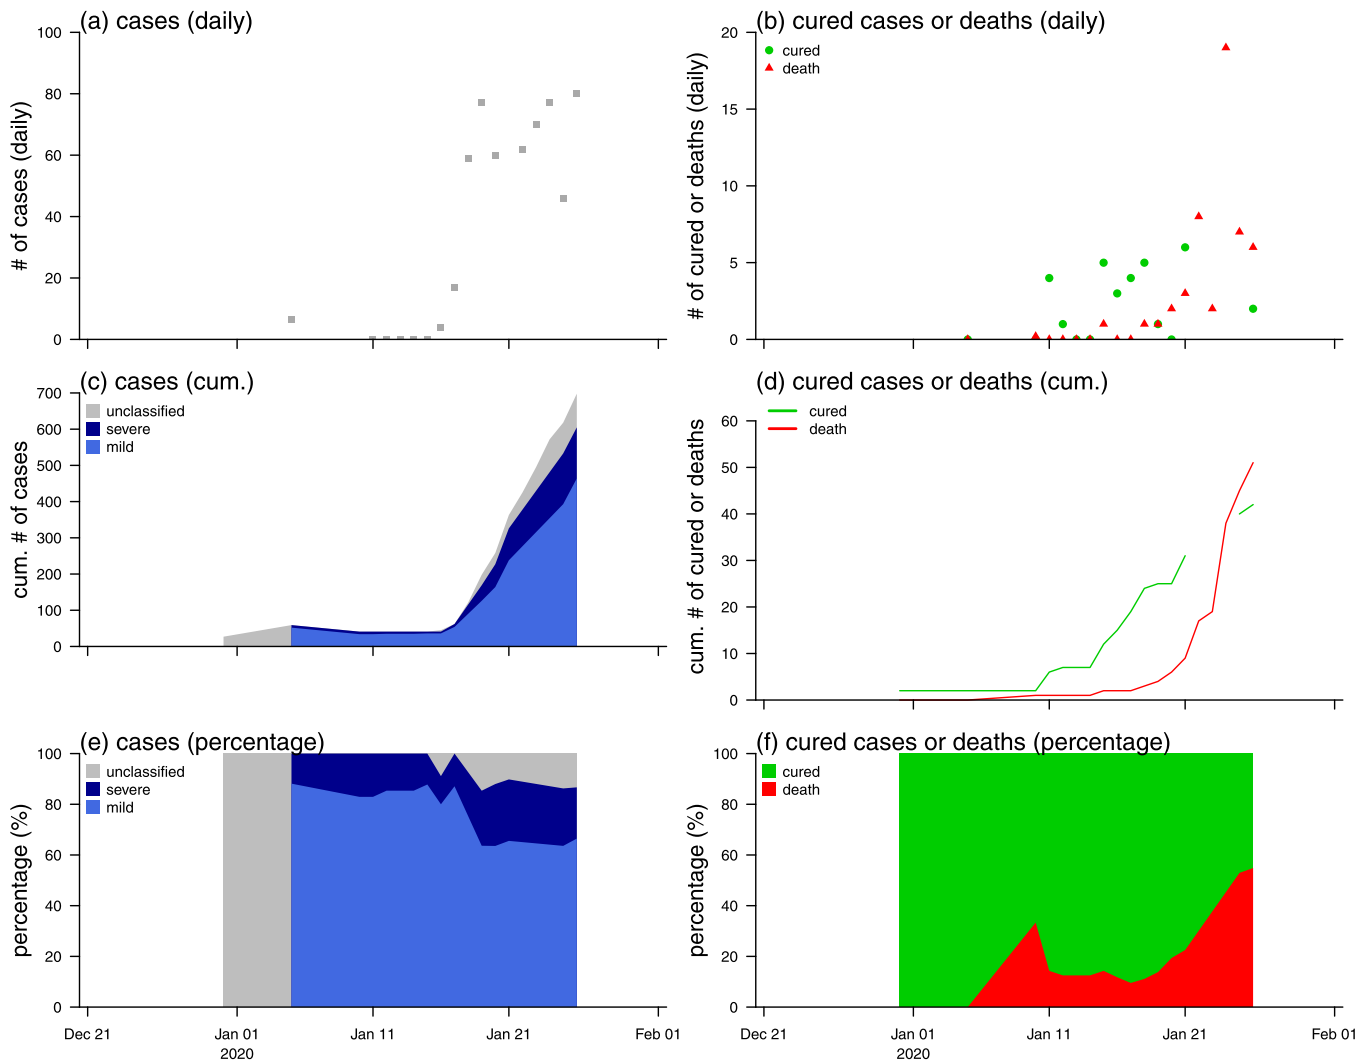 (a) cases (daily)
# of cases (daily)
100
80
60
40
20
0
(b) cured cases or deaths (daily)
# of cured or deaths (daily)
20
15
10
5
0
cured
death
(c) cases (cum.)
cum. # of cases
700
600
500
400
300
200
100
0
unclassified
severe
mild
(d) cured cases or deaths (cum.)
cum. # of cured or deaths
60
50
40
30
20
10
0
cured
death
(e) cases (percentage)
percentage (%)
100
80
60
40
20
0
unclassified
severe
mild
Dec 21 Jan 01 Jan 11 Jan 21 Feb 01
2020
(f) cured cases or deaths (percentage)
percentage (%)
100
80
60
40
20
0
cured
death
Dec 21 Jan 01 Jan 11 Jan 21 Feb 01
2020